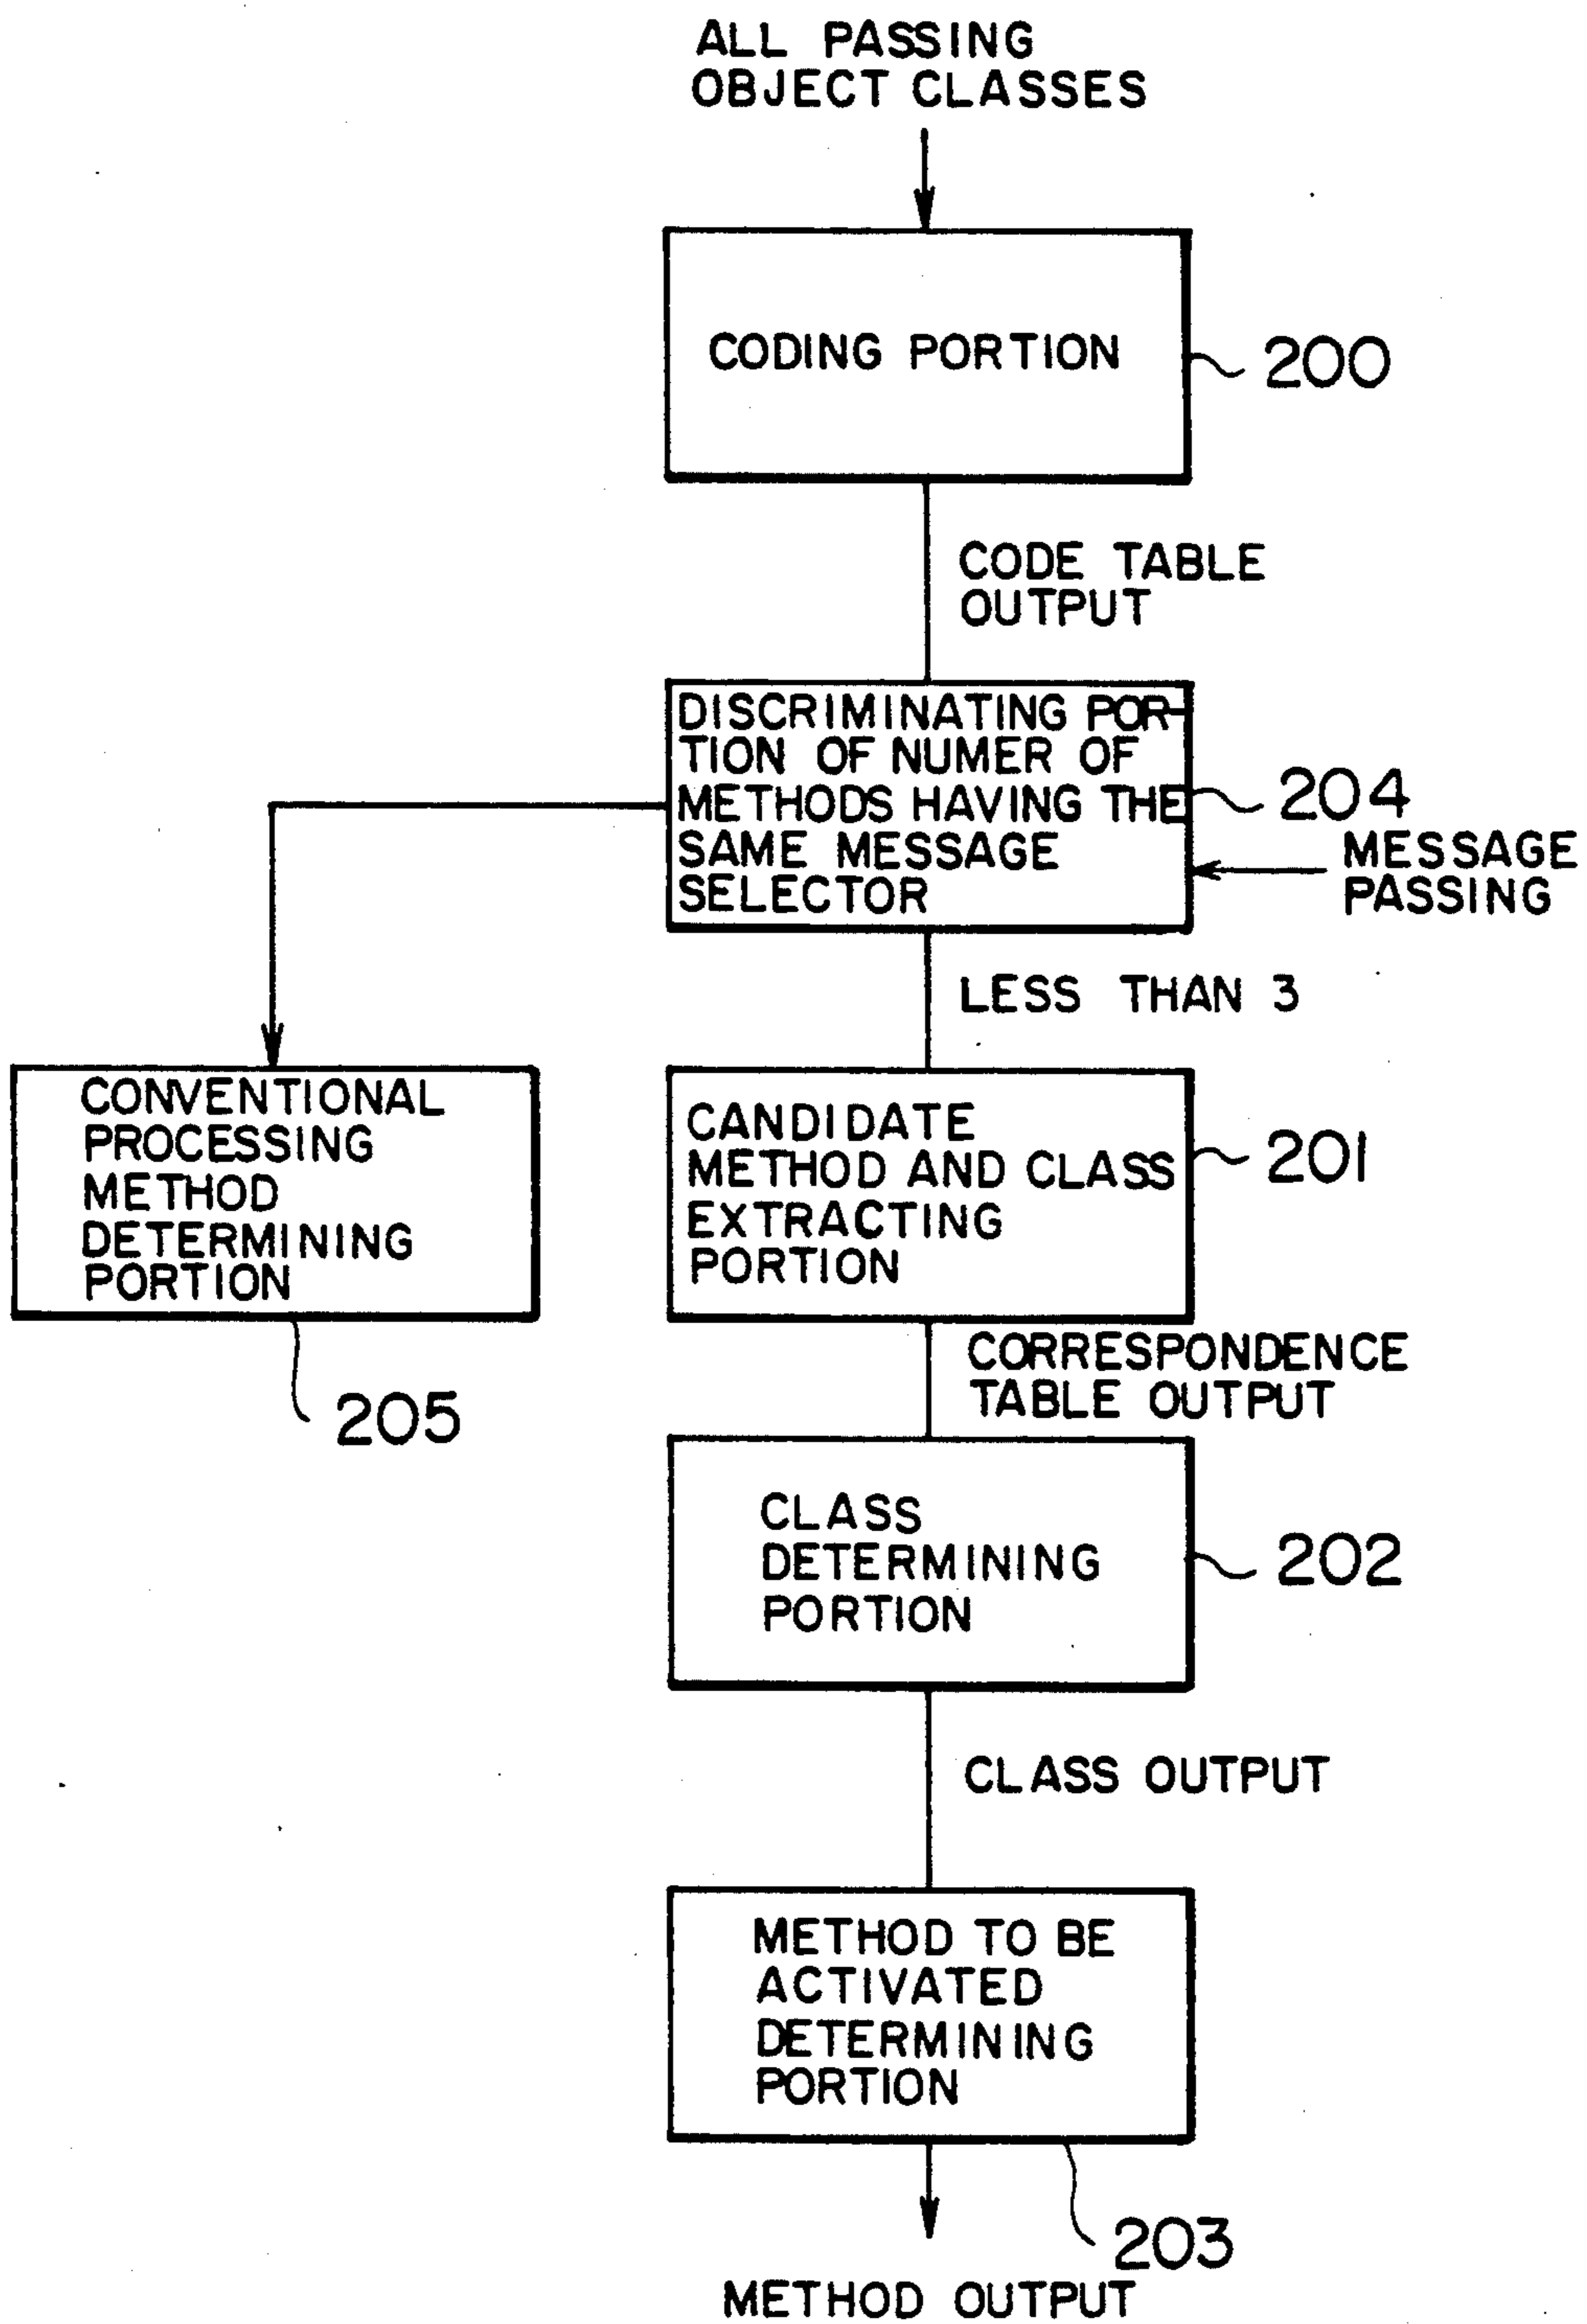 ALL PASSING
OBJECT CLASSES
CODING PORTION
200
CODE TABLE
OUTPUT
DISCRIMINATING POR-
TION OF NUMER OF
METHODS HAVING THE
SAME MESSAGE
SELECTOR
204
MESSAGE
PASSING
LESS THAN 3
CONVENTIONAL
PROCESSING
METHOD
DETERMINING
PORTION
205
CANDIDATE
METHOD AND CLASS
EXTRACTING
PORTION
201
CORRESPONDENCE
TABLE OUTPUT
CLASS
DETERMINING
PORTION
202
CLASS OUTPUT
METHOD TO BE
ACTIVATED
DETERMINING
PORTION
203
METHOD OUTPUT